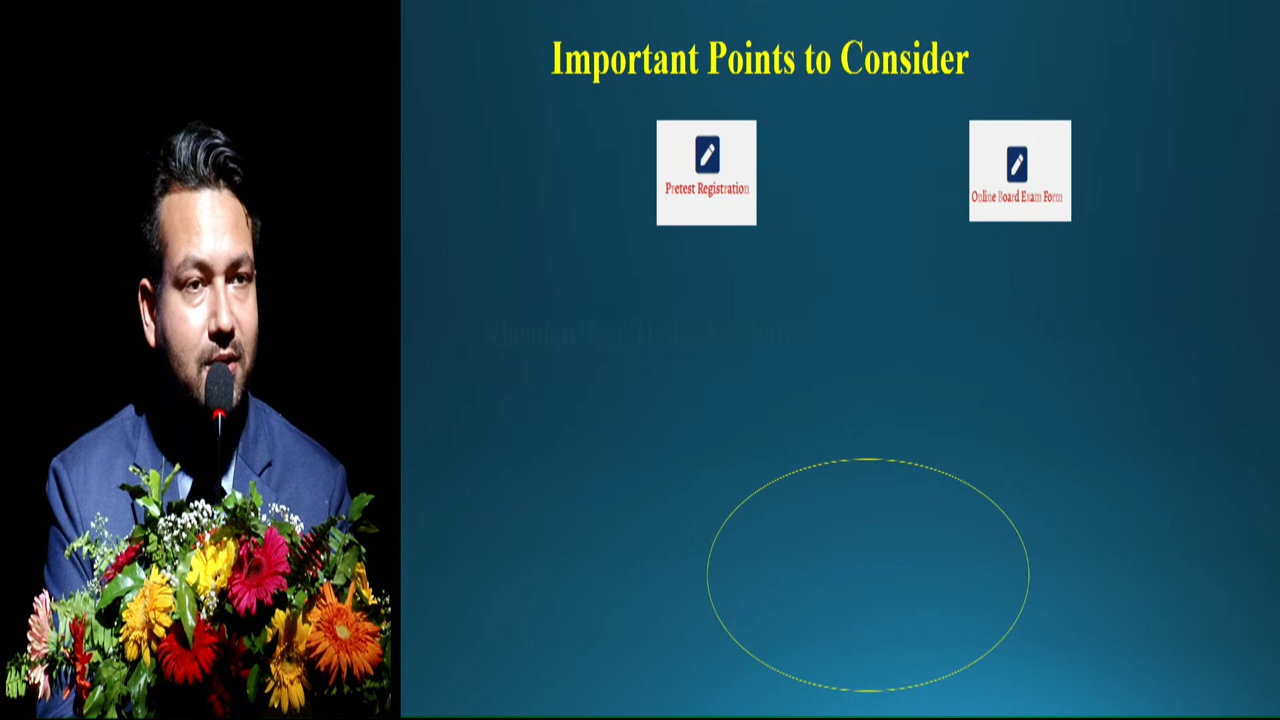 Important Points to Consider
Pretest Registration
Online Board Exam Form